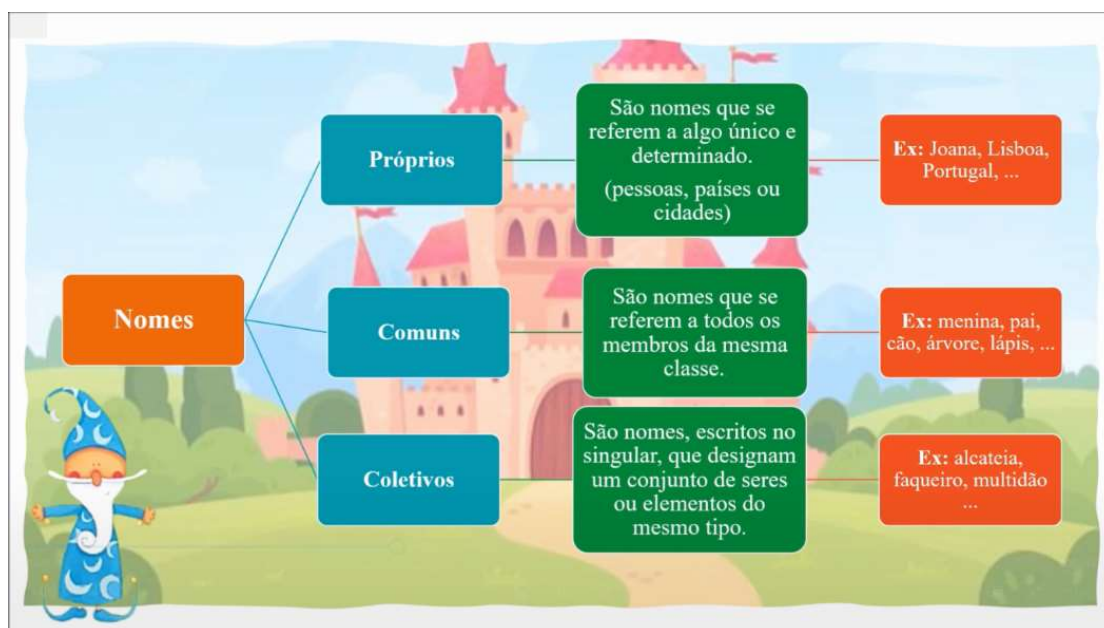 Nomes
Próprios
São nomes que se
referem a algo único e
determinado.
(pessoas, países ou
cidades)
Ex: Joana, Lisboa,
Portugal, ...
Comuns
São nomes que se
referem a todos os
membros da mesma
classe.
Ex: menina, pai,
cão, árvore, lápis, ...
Coletivos
São nomes, escritos no
singular, que designam
um conjunto de seres
ou elementos do
mesmo tipo.
Ex: alcateia,
faqueiro, multidão
...